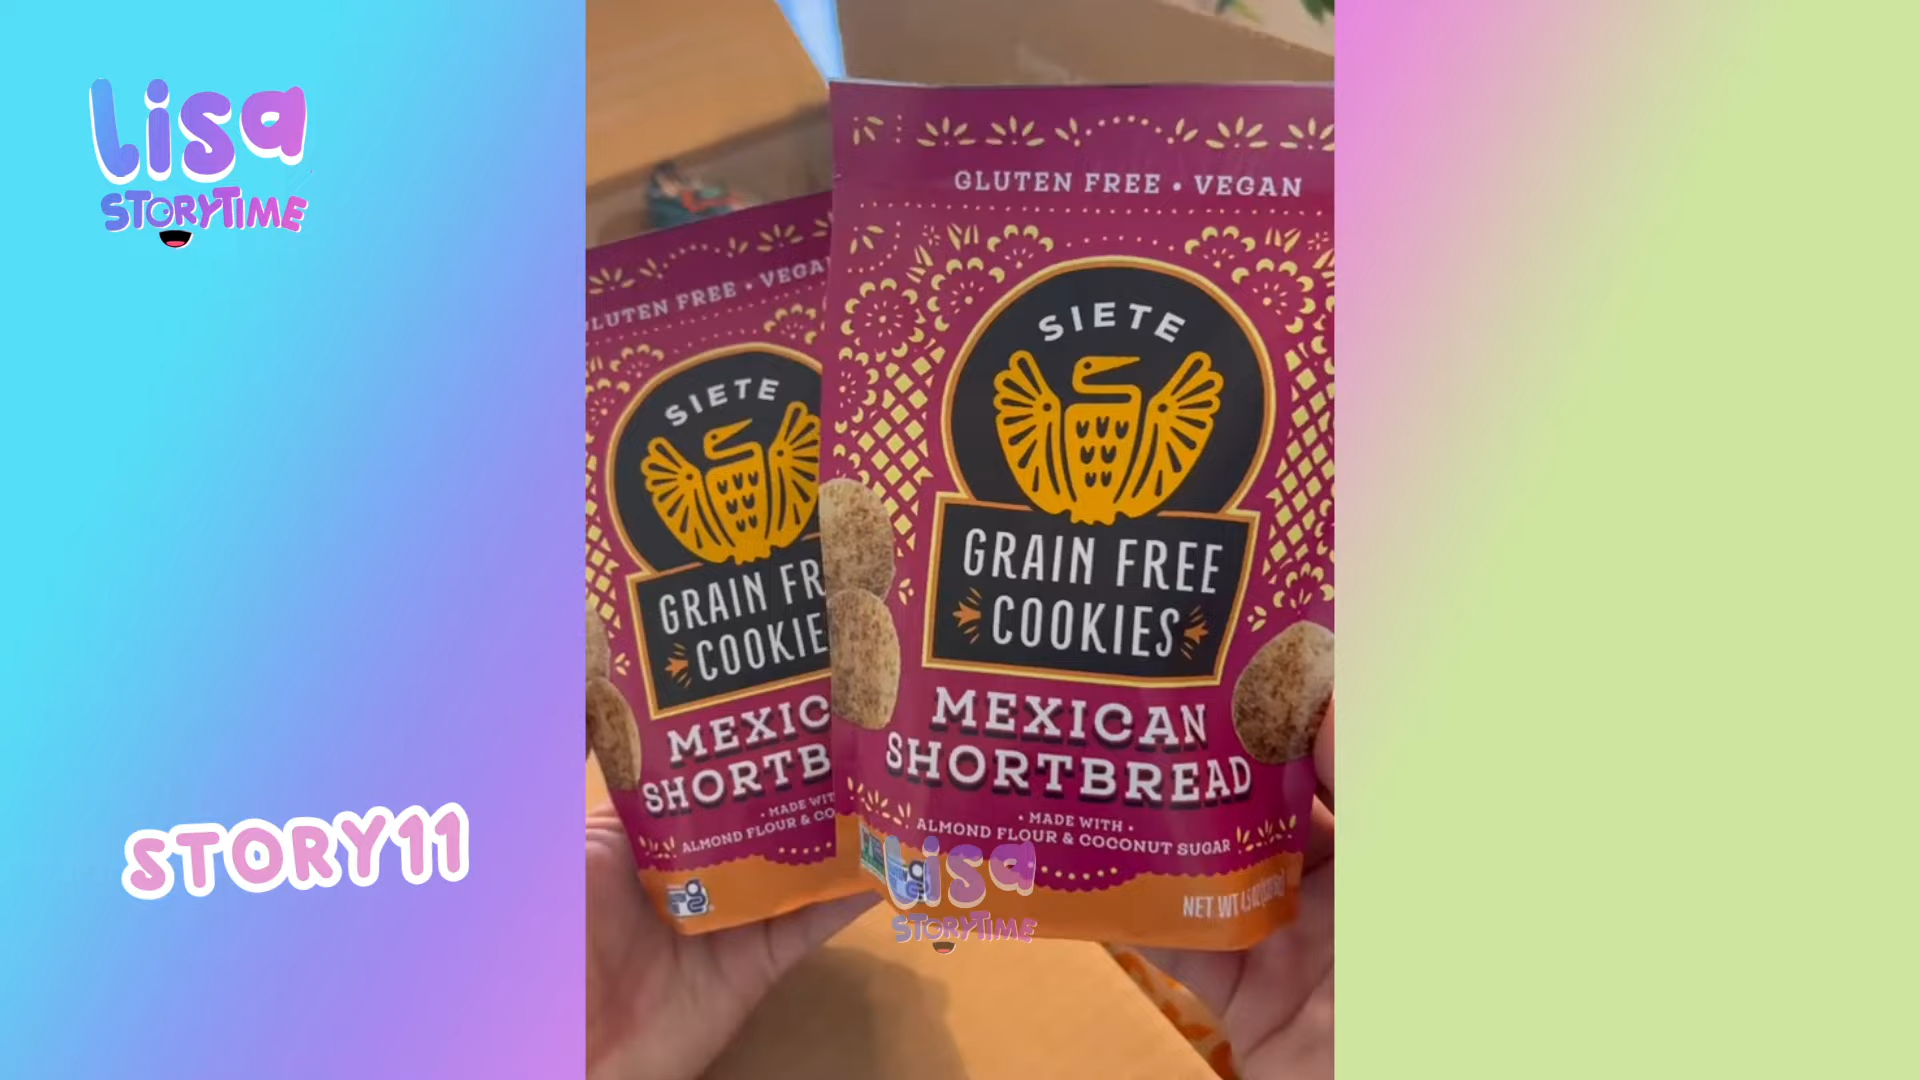 Lisa
STORYTIME
STORY11
GLUTEN FREE • VEGAN
SIETE
GRAIN FREE
COOKIES
MEXICAN
SHORTBREAD
• MADE WITH •
ALMOND FLOUR & COCONUT SUGAR
NET WT
LUTEN FREE • VEGA
SIETE
GRAIN FR
COOKIE
MEXIC
SHORTB
• MADE WIT
ALMOND FLOUR & CO
Lisa
STORYTIME